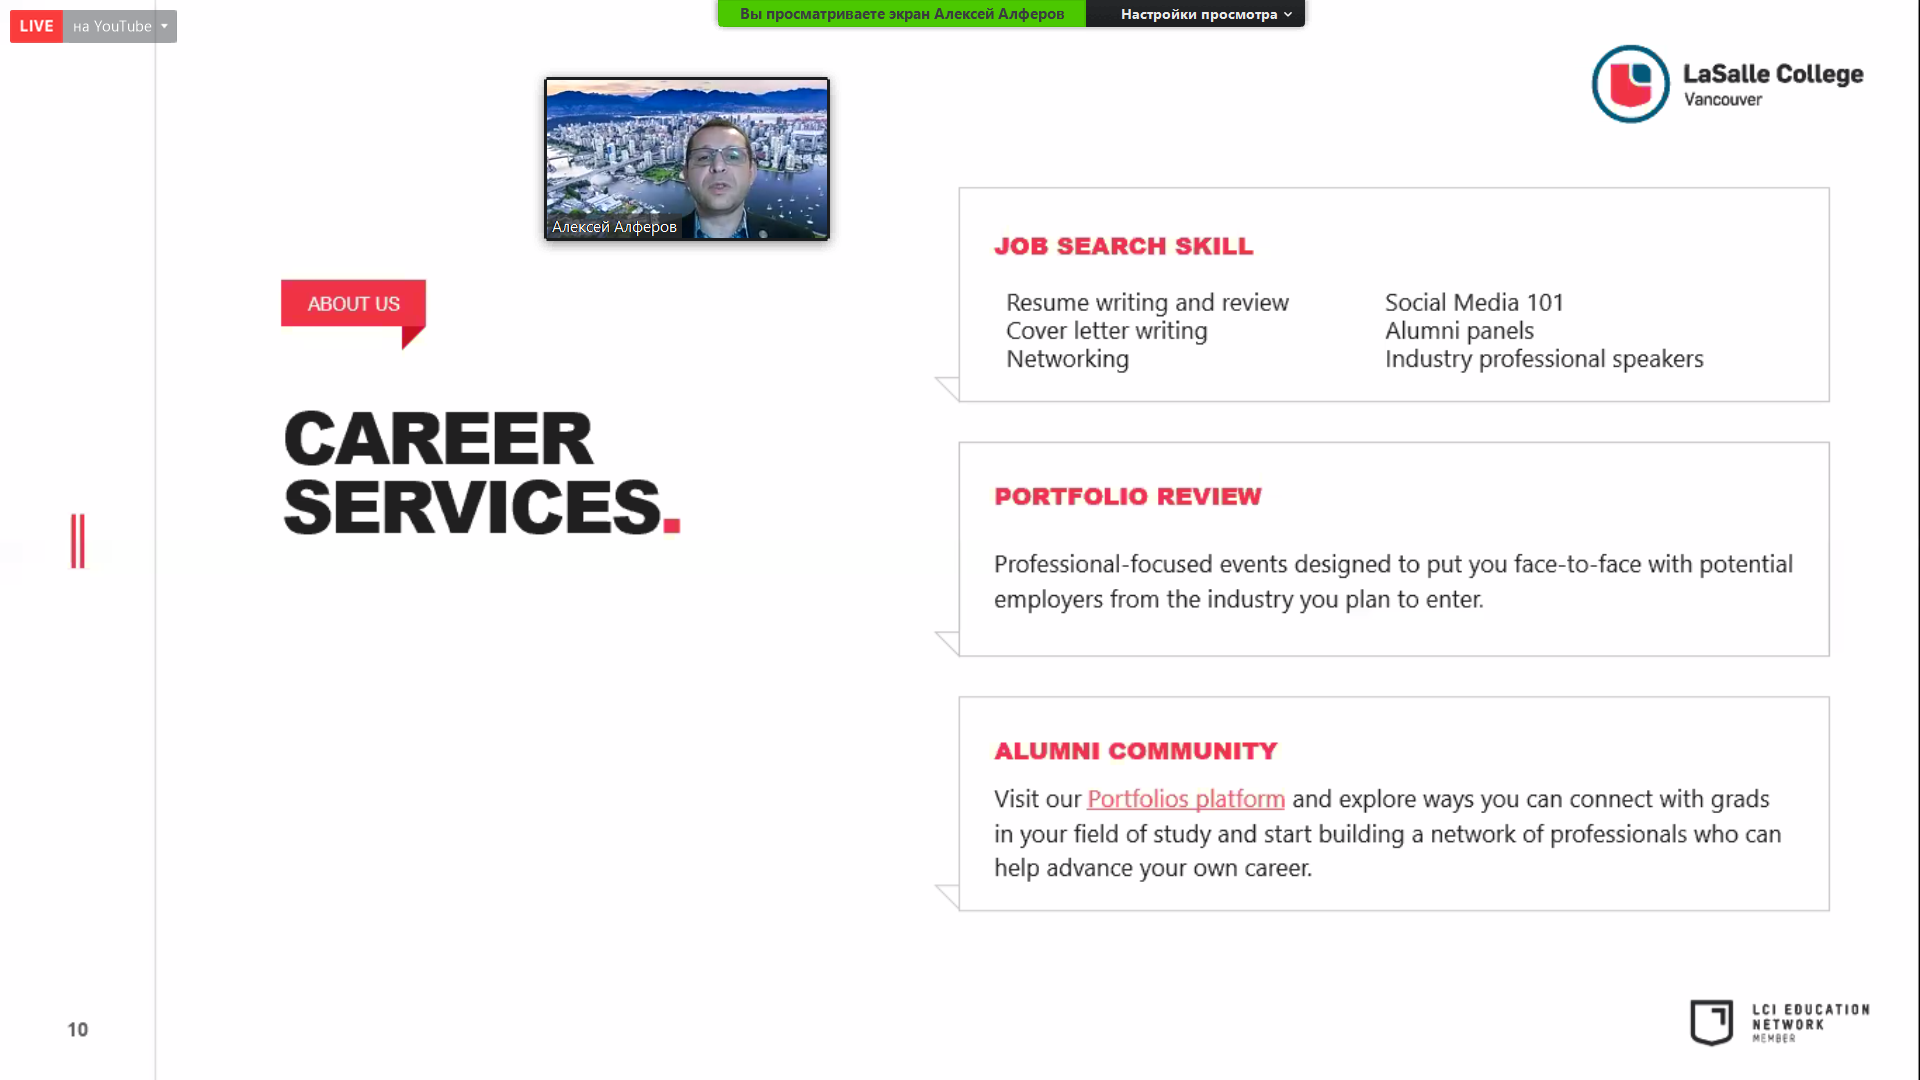 LIVE на YouTube
Вы просматриваете экран Алексей Алферов
Настройки просмотра
LaSalle College
Vancouver
Алексей Алферов
ABOUT US
CAREER
SERVICES.
JOB SEARCH SKILL
Resume writing and review
Cover letter writing
Networking
Social Media 101
Alumni panels
Industry professional speakers
PORTFOLIO REVIEW
Professional-focused events designed to put you face-to-face with potential
employers from the industry you plan to enter.
ALUMNI COMMUNITY
Visit our Portfolios platform and explore ways you can connect with grads
in your field of study and start building a network of professionals who can
help advance your own career.
10
LCI EDUCATION
NETWORK
MEMBER